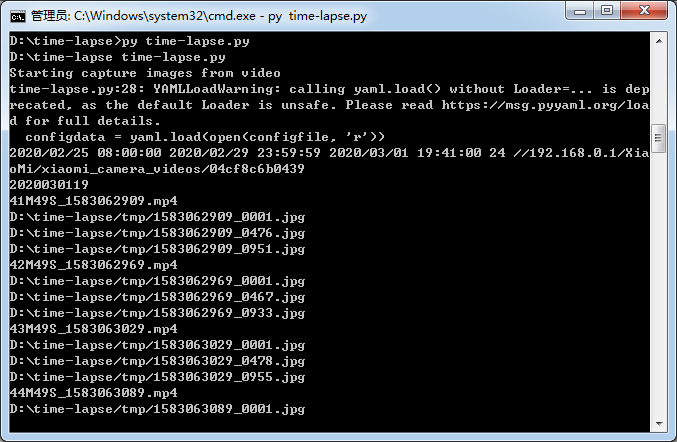 管理员: C:\Windows\system32\cmd.exe - py  time-lapse.py
D:\time-lapse>py time-lapse.py
D:\time-lapse time-lapse.py
Starting capture images from video
time-lapse.py:28: YAMLLoadWarning: calling yaml.load() without Loader=... is dep
recated, as the default Loader is unsafe. Please read https://msg.pyyaml.org/loa
d for full details.
  configdata = yaml.load(open(configfile, 'r'))
2020/02/25 08:00:00 2020/02/29 23:59:59 2020/03/01 19:41:00 24 //192.168.0.1/Xia
oMi/xiaomi_camera_videos/04cf8c6b0439
2020030119
41M49S_1583062909.mp4
D:\time-lapse/tmp/1583062909_0001.jpg
D:\time-lapse/tmp/1583062909_0476.jpg
D:\time-lapse/tmp/1583062909_0951.jpg
42M49S_1583062969.mp4
D:\time-lapse/tmp/1583062969_0001.jpg
D:\time-lapse/tmp/1583062969_0467.jpg
D:\time-lapse/tmp/1583062969_0933.jpg
43M49S_1583063029.mp4
D:\time-lapse/tmp/1583063029_0001.jpg
D:\time-lapse/tmp/1583063029_0478.jpg
D:\time-lapse/tmp/1583063029_0955.jpg
44M49S_1583063089.mp4
D:\time-lapse/tmp/1583063089_0001.jpg